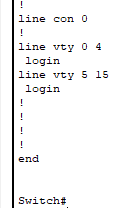 !
line con 0
!
line vty 0 4
 login
line vty 5 15
 login
!
!
!
!
end
Switch#